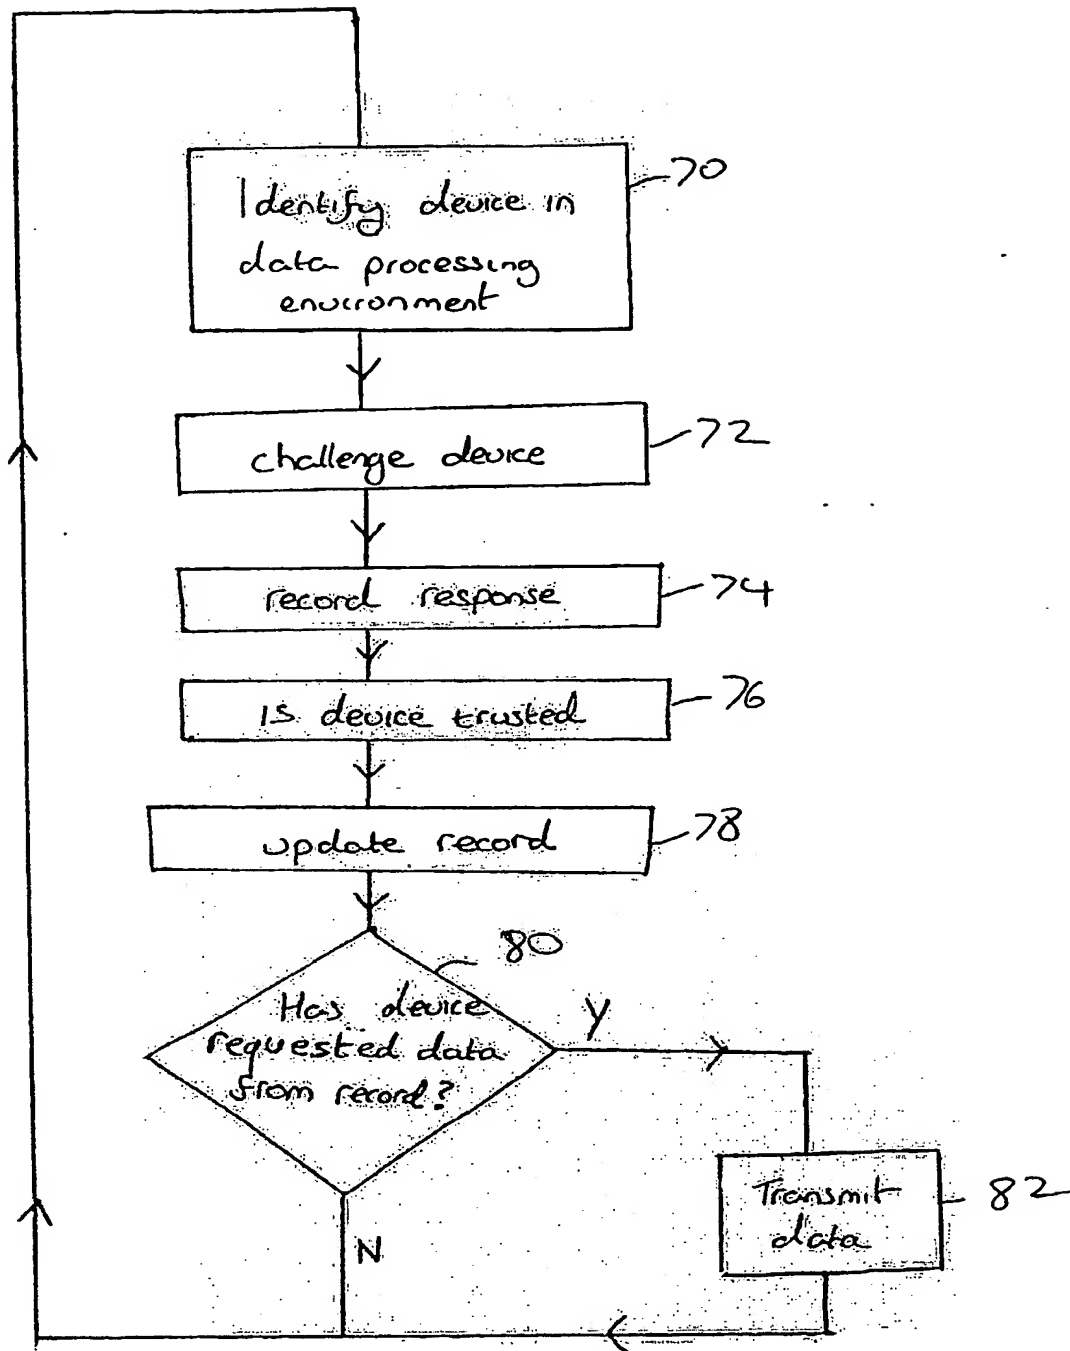 Identify device in
data processing
environment
70
challenge device
72
record response
74
Is device trusted
76
update record
78
80
Has device
requested data
from record?
Y
Transmit
data
82
N